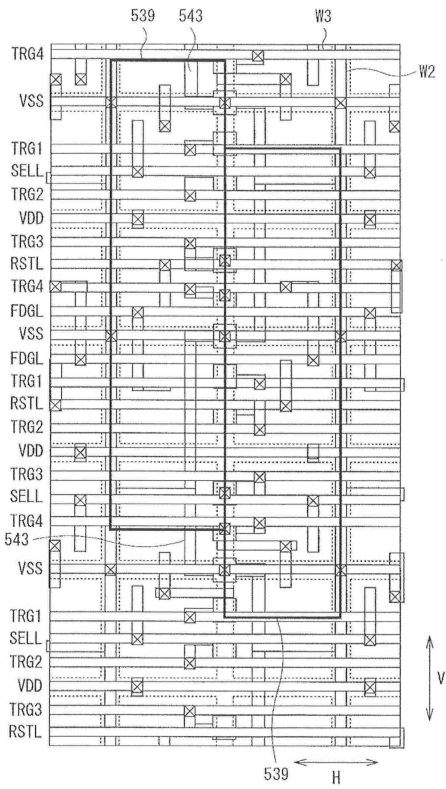 539 543 W3
TRG4
W2
VSS
TRG1
SELL
TRG2
VDD
TRG3
RSTL
TRG4
FDGL
VSS
FDGL
TRG1
RSTL
TRG2
VDD
TRG3
SELL
TRG4
543
VSS
TRG1
SELL
TRG2
V
VDD
TRG3
RSTL
539 H